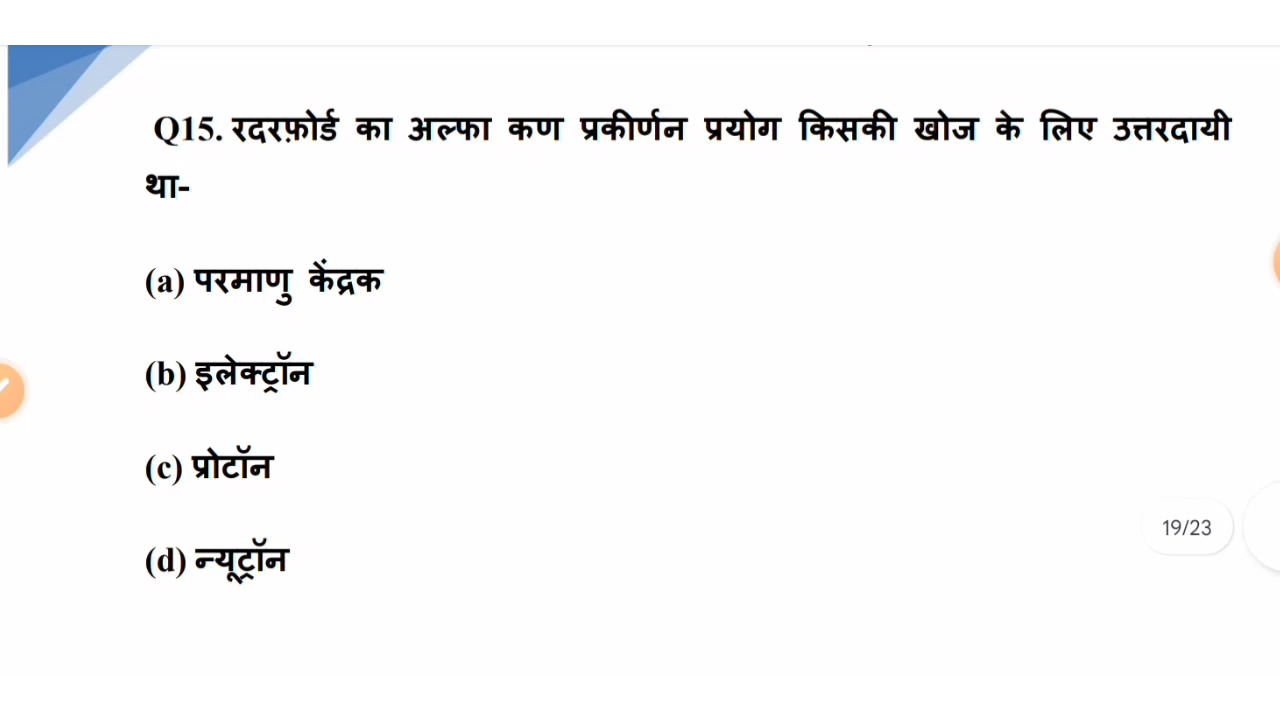 Q15. रदरफ़ोर्ड का अल्फा कण प्रकीर्णन प्रयोग किसकी खोज के लिए उत्तरदायी
था-
(a) परमाणु केंद्रक
(b) इलेक्ट्रॉन
(c) प्रोटॉन
19/23
(d) न्यूट्रॉन